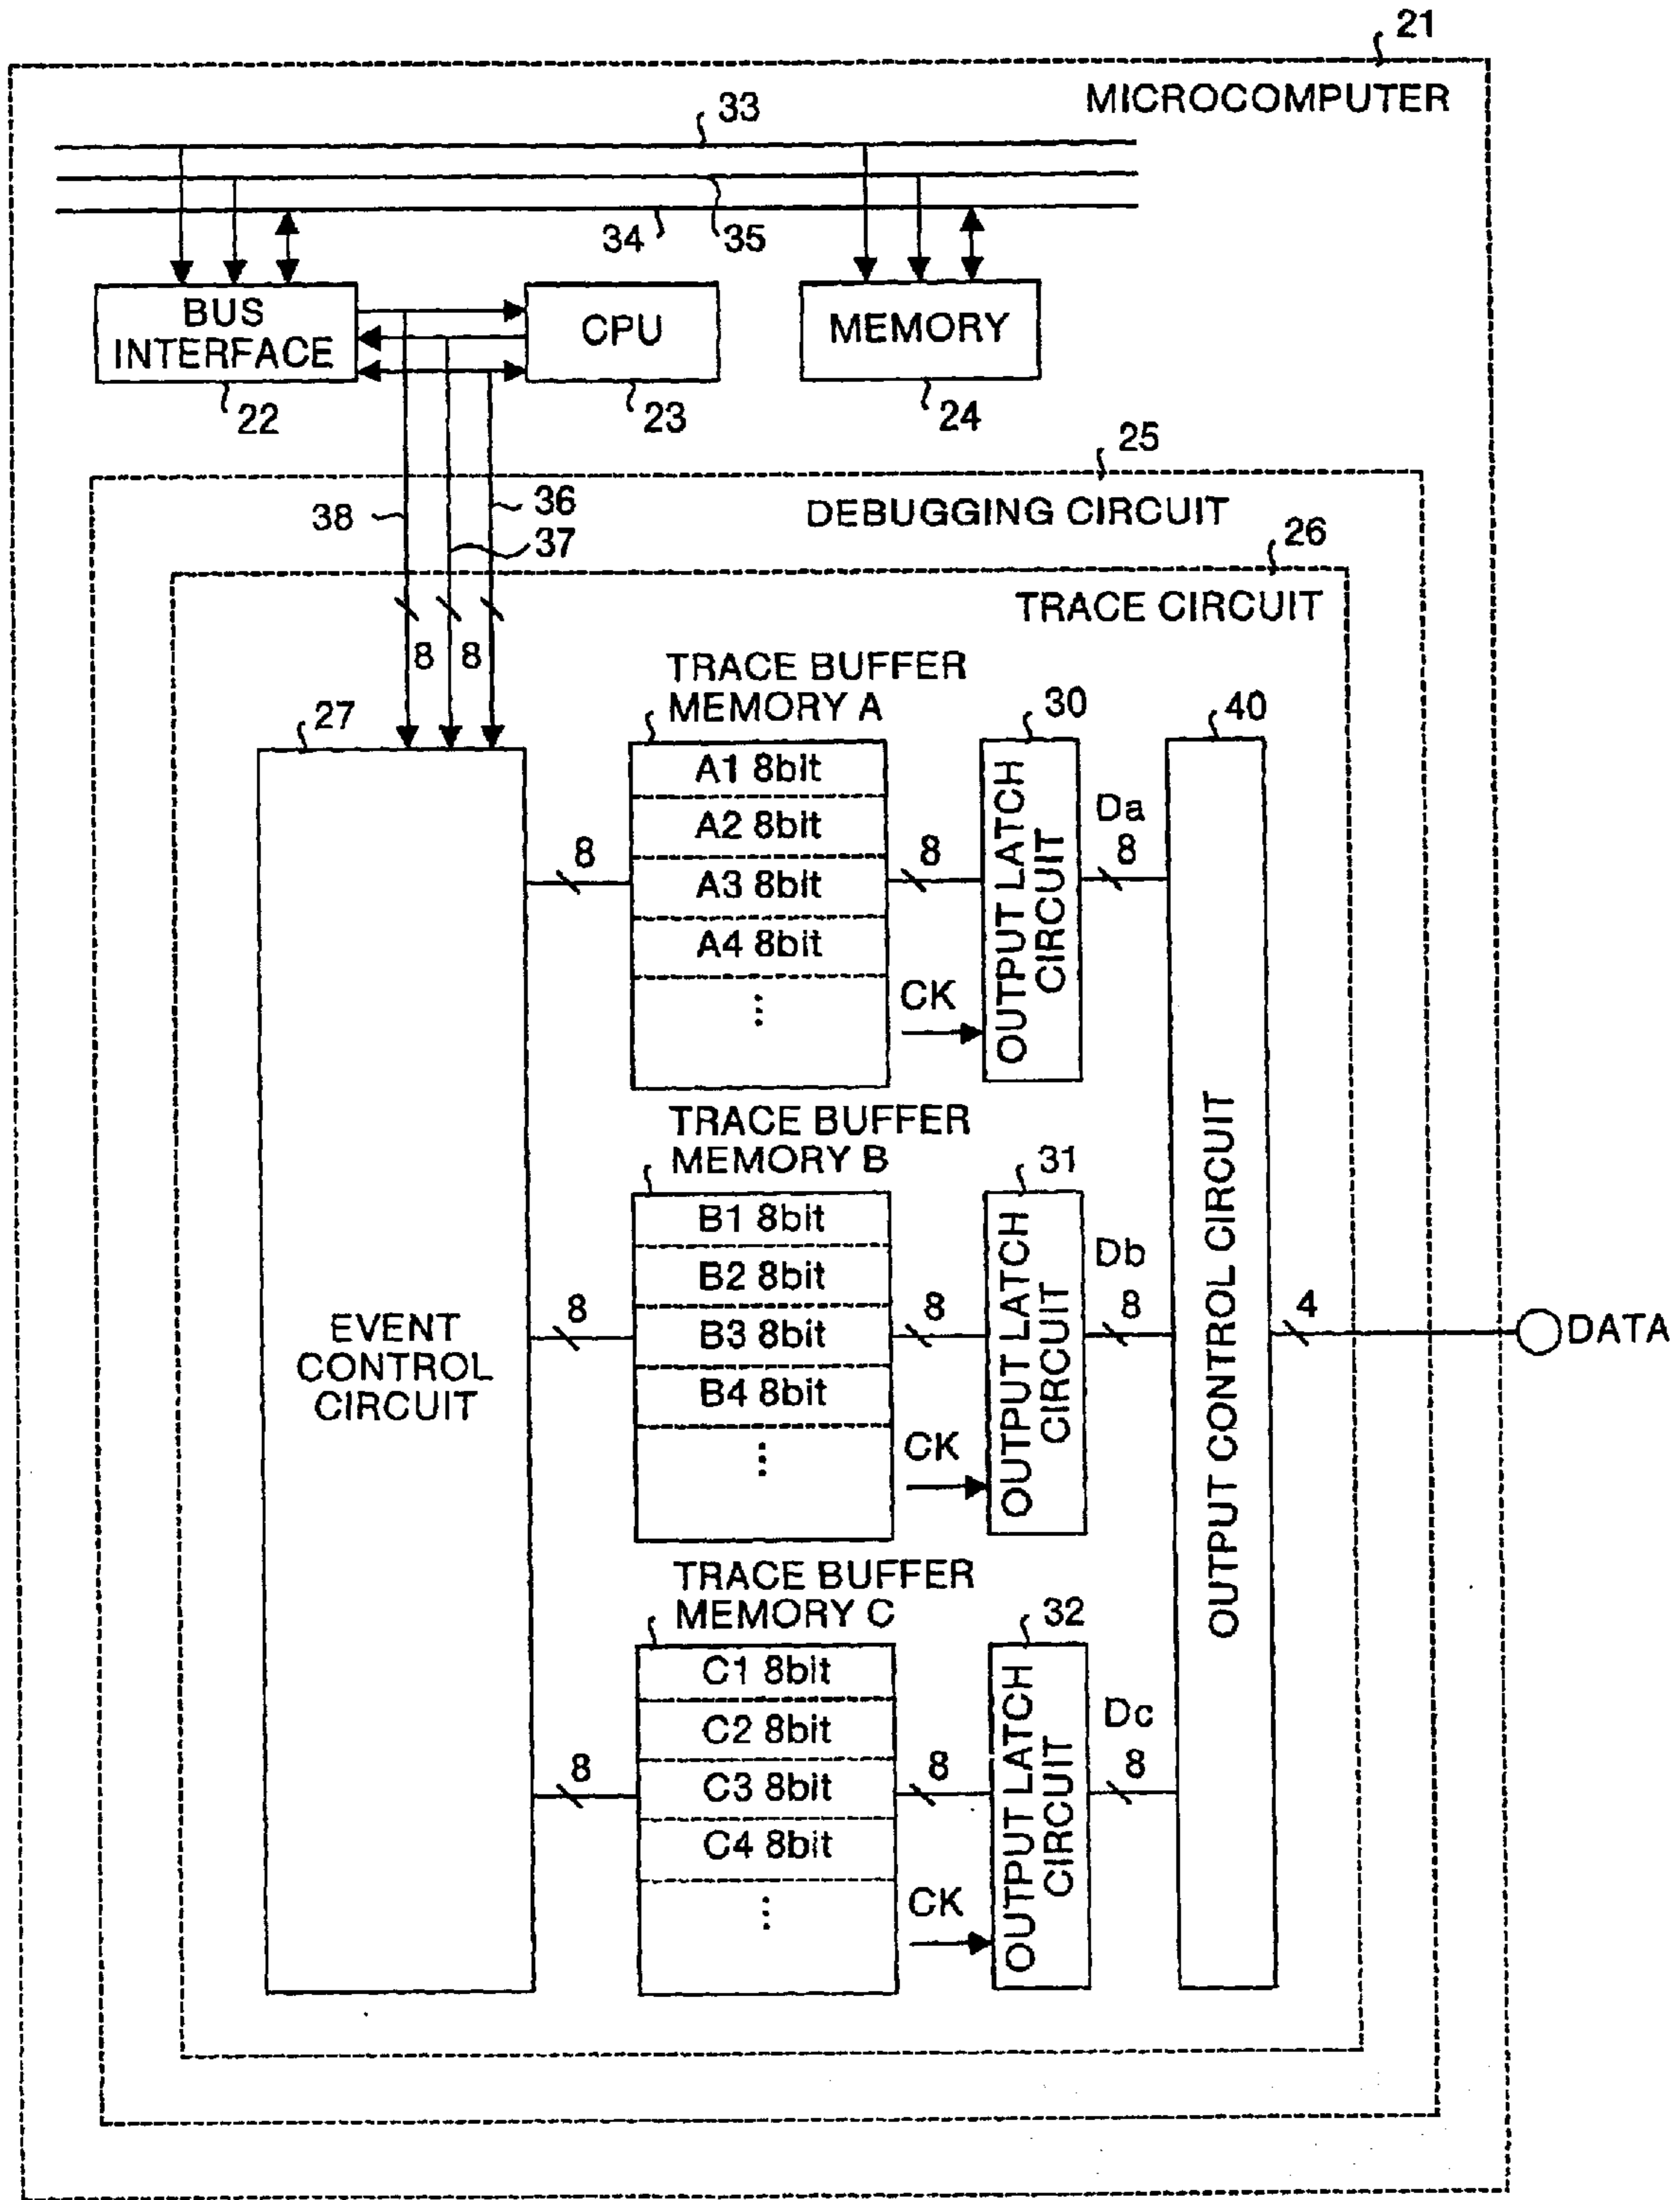 21
MICROCOMPUTER
33
34
35
BUS
INTERFACE
CPU
MEMORY
22
23
24
25
DEBUGGING CIRCUIT
38
36
37
26
TRACE CIRCUIT
8
8
TRACE BUFFER
MEMORY A
27
30
40
A1 8bit
A2 8bit
A3 8bit
A4 8bit
⋮
8
8
CK
OUTPUT LATCH
CIRCUIT
Da
8
TRACE BUFFER
MEMORY B
31
B1 8bit
B2 8bit
B3 8bit
B4 8bit
⋮
8
8
CK
OUTPUT LATCH
CIRCUIT
Db
8
EVENT
CONTROL
CIRCUIT
OUTPUT CONTROL CIRCUIT
4
DATA
TRACE BUFFER
MEMORY C
32
C1 8bit
C2 8bit
C3 8bit
C4 8bit
⋮
8
8
CK
OUTPUT LATCH
CIRCUIT
Dc
8